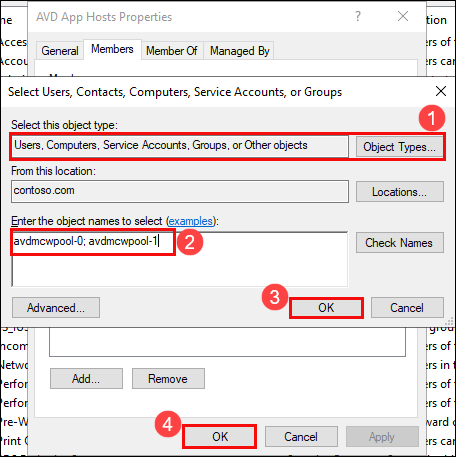 AVD App Hosts Properties
?
General Members Member Of Managed By
Select Users, Contacts, Computers, Service Accounts, or Groups
1
Select this object type:
Users, Computers, Service Accounts, Groups, or Other objects Object Types...
From this location:
contoso.com Locations...
Enter the object names to select (examples):
avdmcwpool-0; avdmcwpool-1 2 Check Names
3
Advanced... OK Cancel
Add... Remove
4 OK Cancel Apply